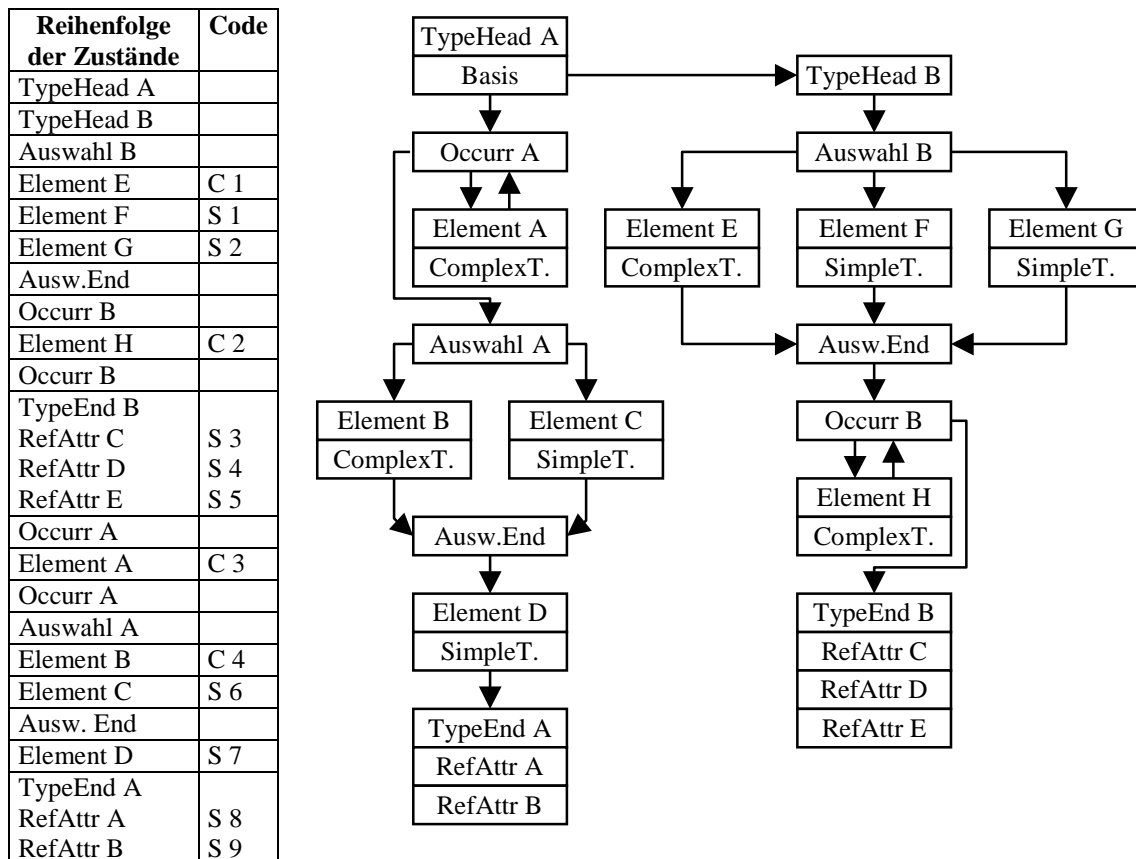 Reihenfolge der Zustände Code
TypeHead A
TypeHead B
Auswahl B
Element E C 1
Element F S 1
Element G S 2
Ausw.End
Occurr B
Element H C 2
Occurr B
TypeEnd B
RefAttr C S 3
RefAttr D S 4
RefAttr E S 5
Occurr A
Element A C 3
Occurr A
Auswahl A
Element B C 4
Element C S 6
Ausw. End
Element D S 7
TypeEnd A
RefAttr A S 8
RefAttr B S 9
TypeHead A
Basis
TypeHead B
Occurr A
Auswahl B
Element A
ComplexT.
Element E
ComplexT.
Element F
SimpleT.
Element G
SimpleT.
Auswahl A
Ausw.End
Element B
ComplexT.
Element C
SimpleT.
Occurr B
Element H
ComplexT.
Ausw.End
Element D
SimpleT.
TypeEnd B
RefAttr C
RefAttr D
RefAttr E
TypeEnd A
RefAttr A
RefAttr B